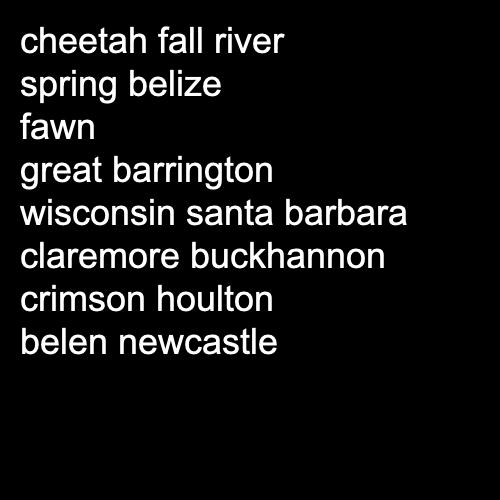 cheetah fall river
spring belize
fawn
great barrington
wisconsin santa barbara
claremore buckhannon
crimson houlton
belen newcastle